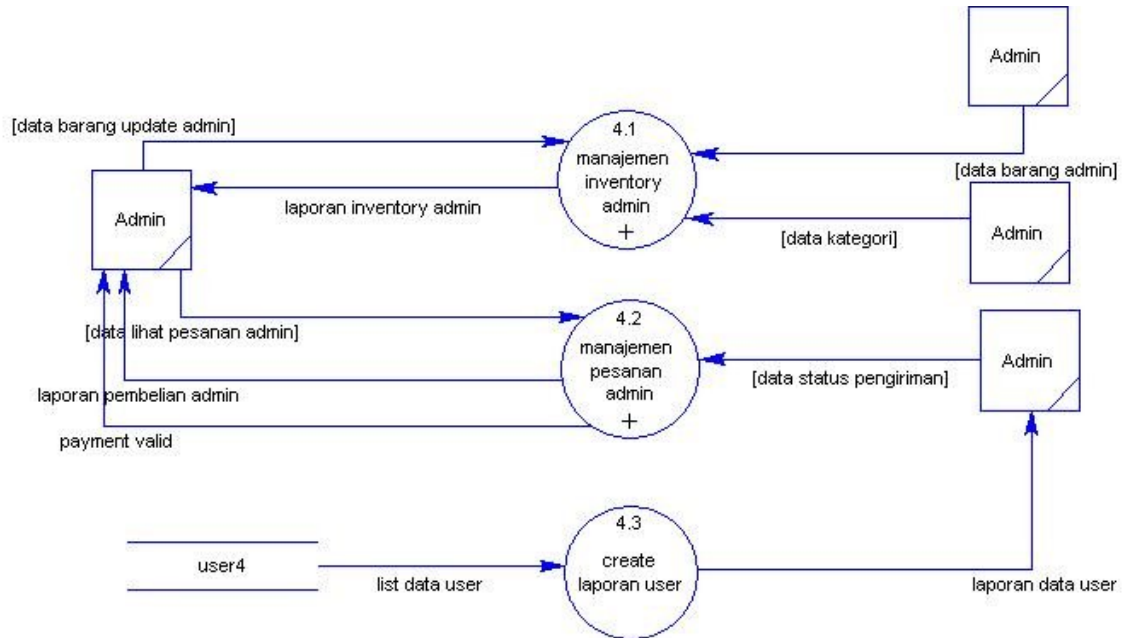 Admin
[data barang update admin]
4.1
manajemen
inventory
admin
+
[data barang admin]
Admin
laporan inventory admin
[data kategori]
Admin
[data lihat pesanan admin]
4.2
manajemen
pesanan
admin
+
Admin
[data status pengiriman]
laporan pembelian admin
payment valid
4.3
create
laporan user
user4
list data user
laporan data user